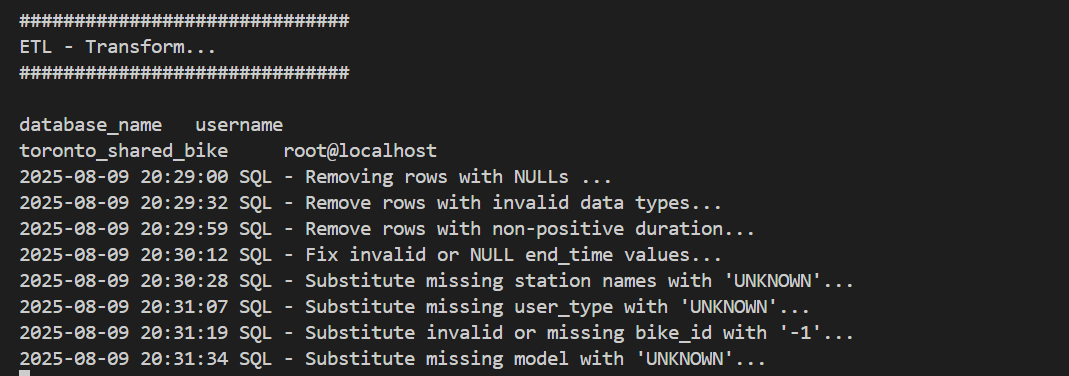 ##############################
ETL - Transform...
##############################
database_name username
toronto_shared_bike root@localhost
2025-08-09 20:29:00 SQL - Removing rows with NULLs ...
2025-08-09 20:29:32 SQL - Remove rows with invalid data types...
2025-08-09 20:29:59 SQL - Remove rows with non-positive duration...
2025-08-09 20:30:12 SQL - Fix invalid or NULL end_time values...
2025-08-09 20:30:28 SQL - Substitute missing station names with 'UNKNOWN'...
2025-08-09 20:31:07 SQL - Substitute missing user_type with 'UNKNOWN'...
2025-08-09 20:31:19 SQL - Substitute invalid or missing bike_id with '-1'...
2025-08-09 20:31:34 SQL - Substitute missing model with 'UNKNOWN'...